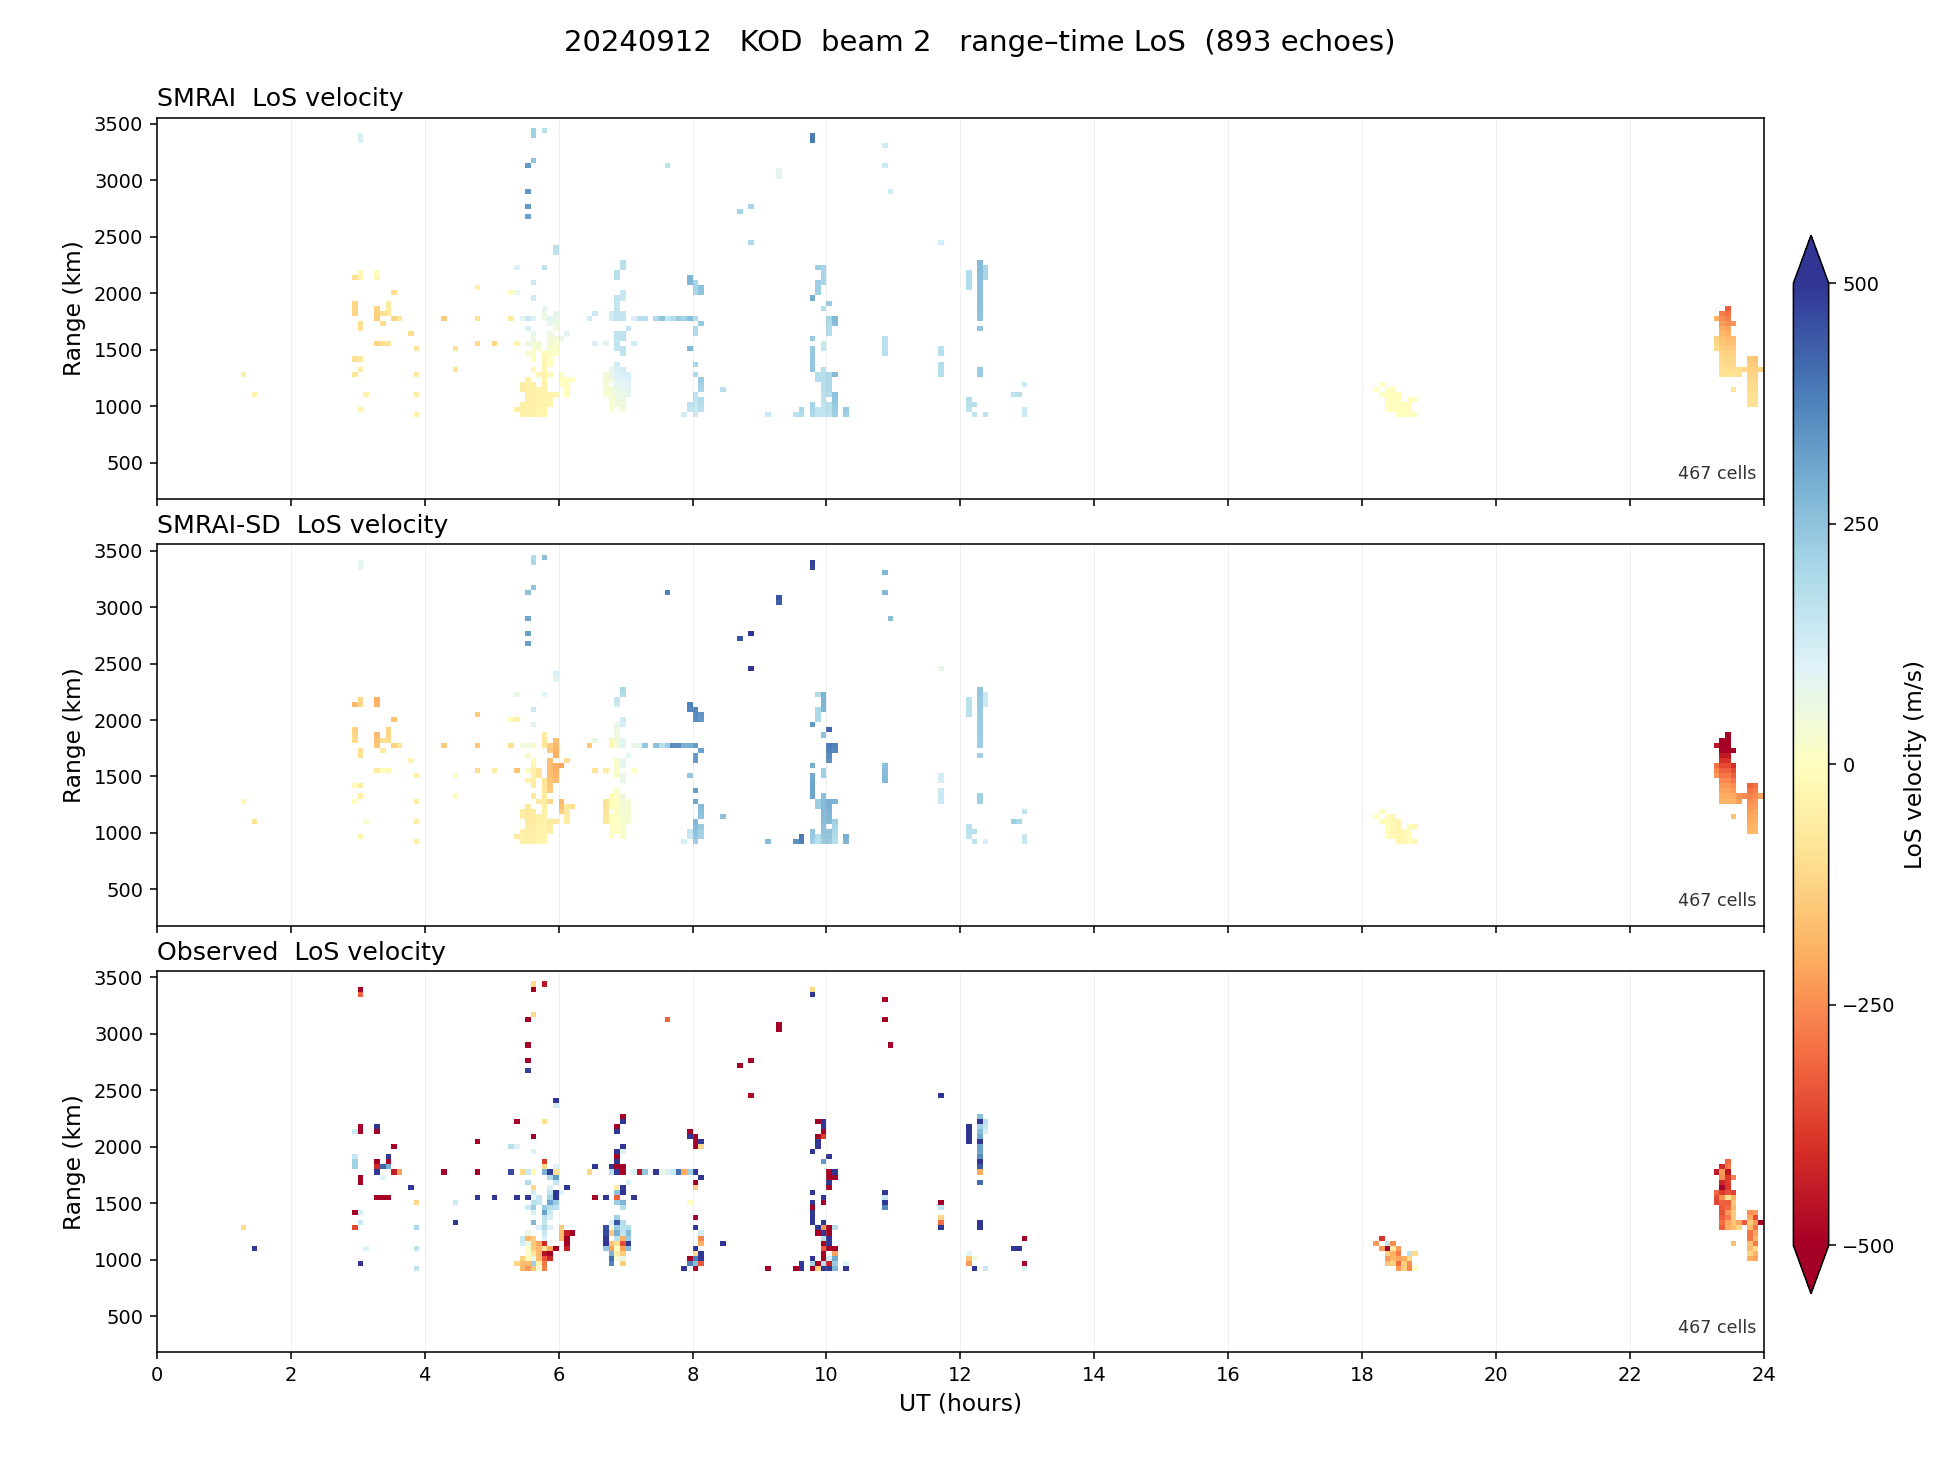 20240912   KOD  beam 2   range–time LoS  (893 echoes)
SMRAI  LoS velocity
3500
3000
2500
2000
1500
1000
500
Range (km)
467 cells
SMRAI-SD  LoS velocity
3500
3000
2500
2000
1500
1000
500
Range (km)
467 cells
Observed  LoS velocity
3500
3000
2500
2000
1500
1000
500
Range (km)
467 cells
0 2 4 6 8 10 12 14 16 18 20 22 24
UT (hours)
500
250
0
−250
−500
LoS velocity (m/s)